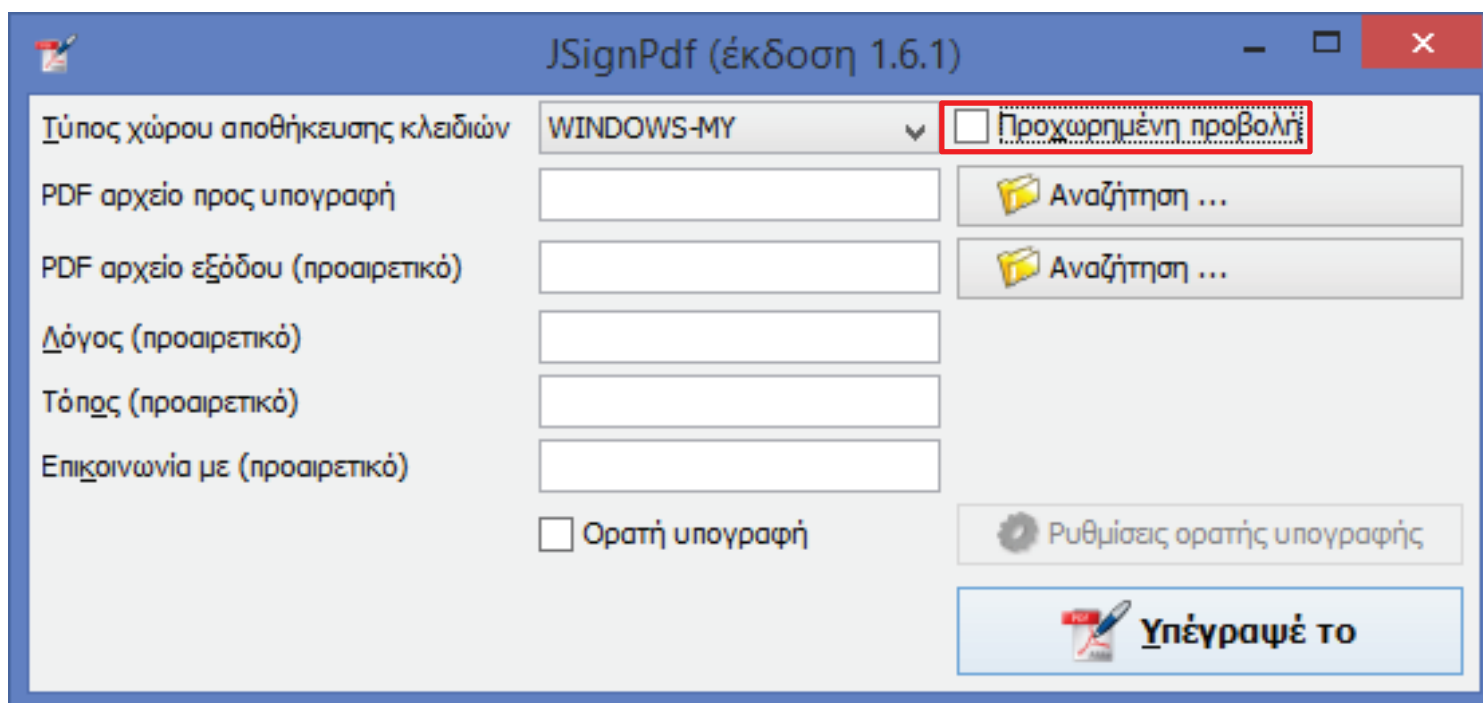 JSignPdf (έκδοση 1.6.1)
Τύπος χώρου αποθήκευσης κλειδιών WINDOWS-MY Προχωρημένη προβολή
PDF αρχείο προς υπογραφή Αναζήτηση ...
PDF αρχείο εξόδου (προαιρετικό) Αναζήτηση ...
Λόγος (προαιρετικό)
Τόπος (προαιρετικό)
Επικοινωνία με (προαιρετικό)
Ορατή υπογραφή Ρυθμίσεις ορατής υπογραφής
Υπέγραψέ το